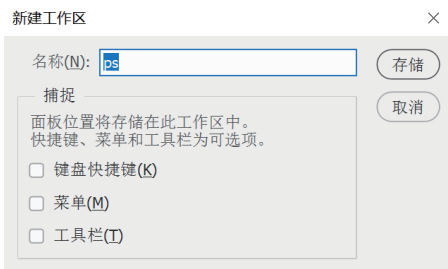 新建工作区
名称(N): ps
存储
捕捉
取消
面板位置将存储在此工作区中。
快捷键、菜单和工具栏为可选项。
键盘快捷键(K)
菜单(M)
工具栏(T)